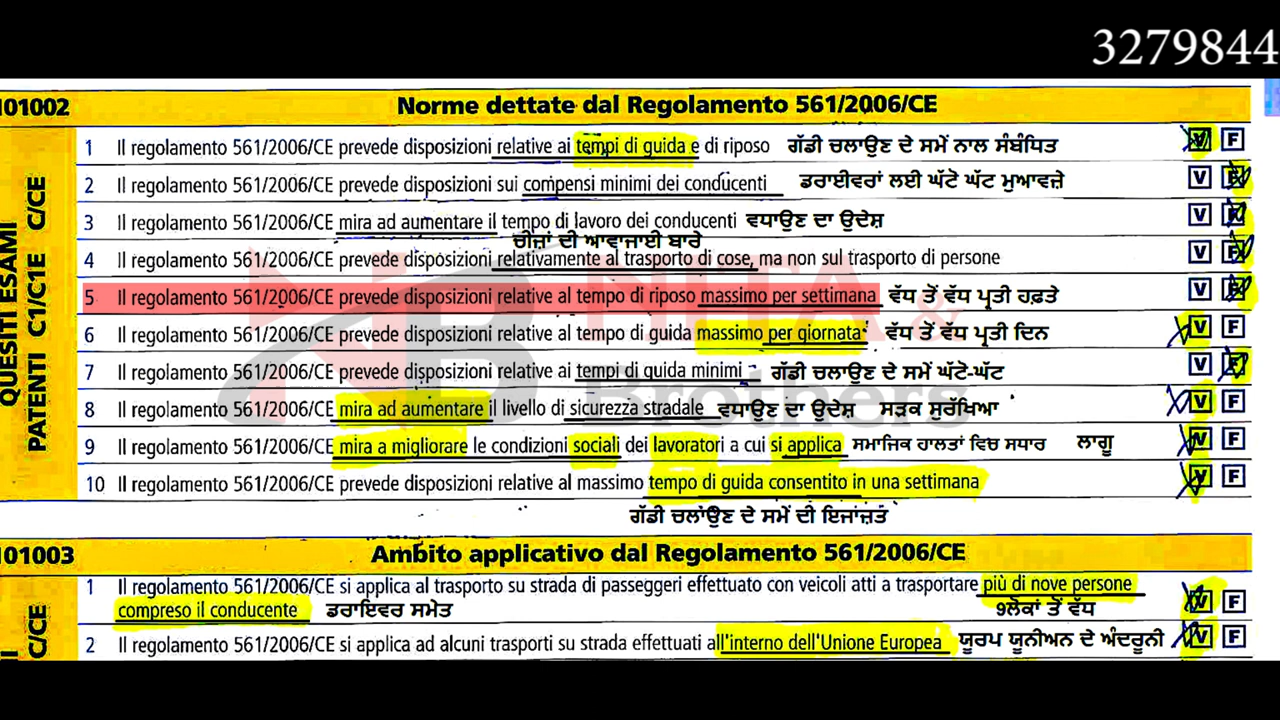 3279844
101002 Norme dettate dal Regolamento 561/2006/CE
QUESITI ESAMI
PATENTI C1/C1E C/CE
1 Il regolamento 561/2006/CE prevede disposizioni relative ai tempi di guida e di riposo ਗੱਡੀ ਚਲਾਉਣ ਦੇ ਸਮੇਂ ਨਾਲ ਸੰਬੰਧਿਤ V F
2 Il regolamento 561/2006/CE prevede disposizioni sui compensi minimi dei conducenti ਡਰਾਈਵਰਾਂ ਲਈ ਘੱਟੋ ਘੱਟ ਮੁਆਵਜ਼ੇ V F
3 Il regolamento 561/2006/CE mira ad aumentare il tempo di lavoro dei conducenti ਵਧਾਉਣ ਦਾ ਉਦੇਸ਼ V F
ਚੀਜ਼ਾਂ ਦੀ ਆਵਾਜਾਈ ਬਾਰੇ
4 Il regolamento 561/2006/CE prevede disposizioni relativamente al trasporto di cose, ma non sul trasporto di persone V F
5 Il regolamento 561/2006/CE prevede disposizioni relative al tempo di riposo massimo per settimana ਵੱਧ ਤੋਂ ਵੱਧ ਪ੍ਰਤੀ ਹਫ਼ਤੇ V F
6 Il regolamento 561/2006/CE prevede disposizioni relative al tempo di guida massimo per giornata ਵੱਧ ਤੋਂ ਵੱਧ ਪ੍ਰਤੀ ਦਿਨ V F
7 Il regolamento 561/2006/CE prevede disposizioni relative ai tempi di guida minimi ਗੱਡੀ ਚਲਾਉਣ ਦੇ ਸਮੇਂ ਘੱਟੋ-ਘੱਟ V F
8 Il regolamento 561/2006/CE mira ad aumentare il livello di sicurezza stradale ਵਧਾਉਣ ਦਾ ਉਦੇਸ਼ ਸੜਕ ਸੁਰੱਖਿਆ V F
9 Il regolamento 561/2006/CE mira a migliorare le condizioni sociali dei lavoratori a cui si applica ਸਮਾਜਿਕ ਹਾਲਤਾਂ ਵਿਚ ਸਧਾਰ ਲਾਗੂ V F
10 Il regolamento 561/2006/CE prevede disposizioni relative al massimo tempo di guida consentito in una settimana V F
ਗੱਡੀ ਚਲਾਉਣ ਦੇ ਸਮੇਂ ਦੀ ਇਜਾਜ਼ਤ
NITA &
Brothers
101003 Ambito applicativo dal Regolamento 561/2006/CE
C/CE
1 Il regolamento 561/2006/CE si applica al trasporto su strada di passeggeri effettuato con veicoli atti a trasportare più di nove persone
compreso il conducente ਡਰਾਇਵਰ ਸਮੇਤ 9ਲੋਕਾਂ ਤੋਂ ਵੱਧ V F
2 Il regolamento 561/2006/CE si applica ad alcuni trasporti su strada effettuati all'interno dell'Unione Europea ਯੂਰਪ ਯੂਨੀਅਨ ਦੇ ਅੰਦਰੂਨੀ V F